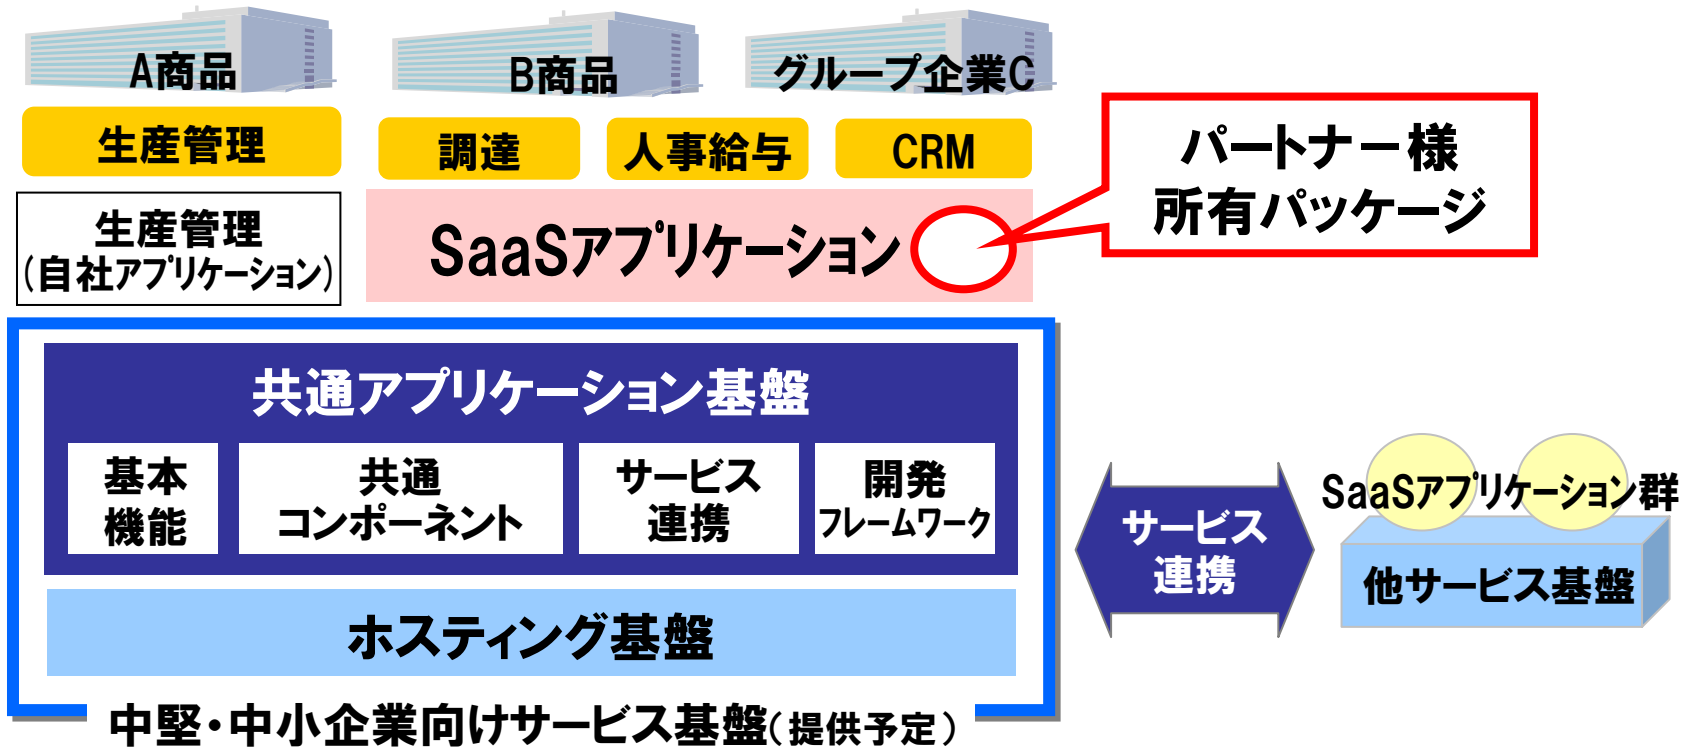 A商品
B商品
グループ企業C
生産管理
調達
人事給与
CRM
パートナー様
所有パッケージ
生産管理
(自社アプリケーション)
SaaSアプリケーション
共通アプリケーション基盤
基本
機能
共通
コンポーネント
サービス
連携
開発
フレームワーク
サービス
連携
SaaSアプリケーション群
他サービス基盤
ホスティング基盤
中堅・中小企業向けサービス基盤(提供予定)